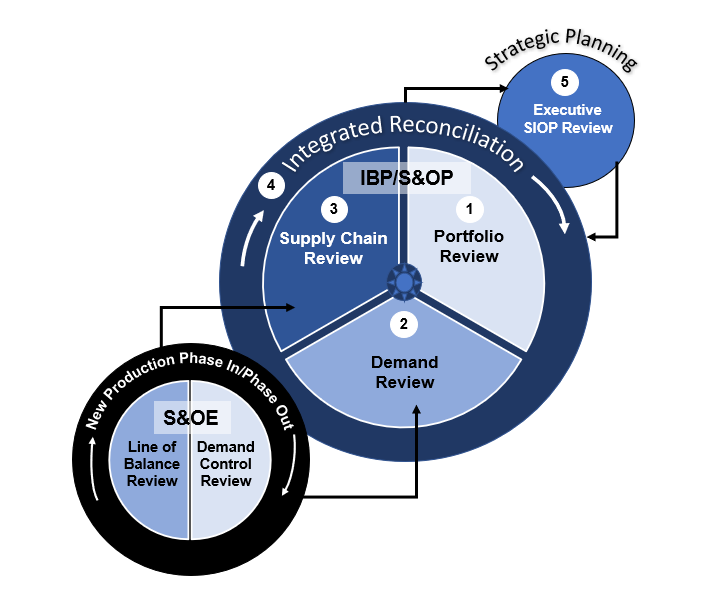 Strategic Planning
5
Executive
SIOP Review
Integrated Reconciliation
4
IBP/S&OP
1
Portfolio
Review
3
Supply Chain
Review
2
Demand
Review
New Production Phase In/Phase Out
S&OE
Line of
Balance
Review
Demand
Control
Review